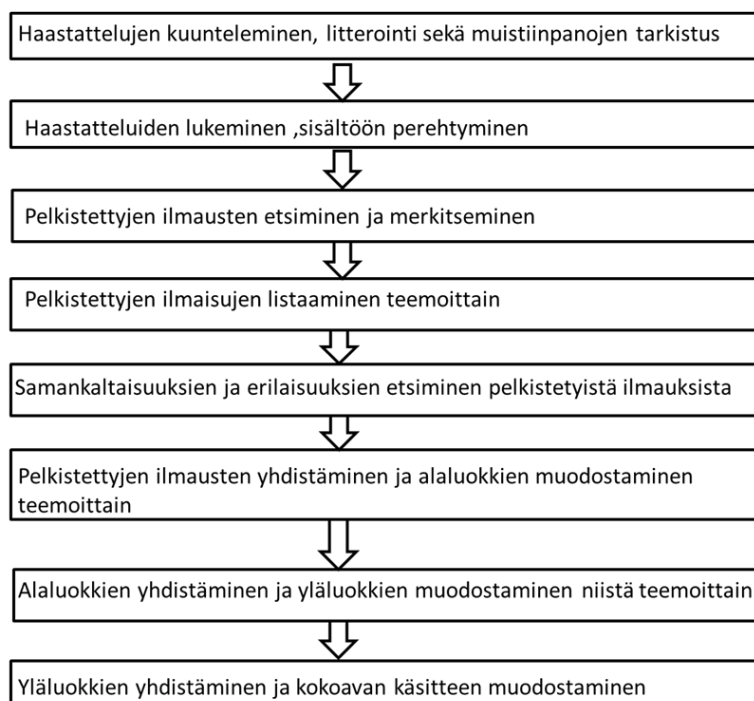 Haastattelujen kuunteleminen, litterointi sekä muistiinpanojen tarkistus
Haastatteluiden lukeminen ,sisältöön perehtyminen
Pelkistettyjen ilmausten etsiminen ja merkitseminen
Pelkistettyjen ilmaisujen listaaminen teemoittain
Samankaltaisuuksien ja erilaisuuksien etsiminen pelkistetyistä ilmauksista
Pelkistettyjen ilmausten yhdistäminen ja alaluokkien muodostaminen
teemoittain
Alaluokkien yhdistäminen ja yläluokkien muodostaminen niistä teemoittain
Yläluokkien yhdistäminen ja kokoavan käsitteen muodostaminen